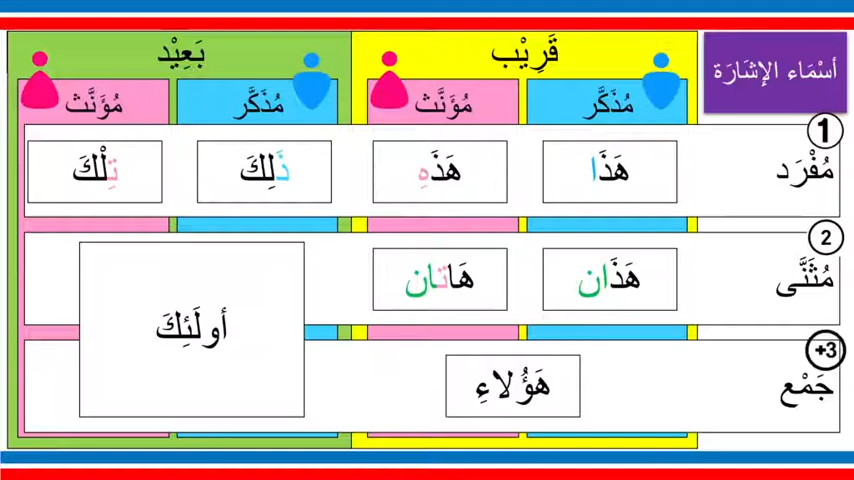 أسْمَاء الإشَارَة
قَرِيْب
بَعِيْد
مُذَكَّر
مُؤَنَّث
مُذَكَّر
مُؤَنَّث
1
مُفْرَد
هَذَا
هَذَهِ
ذَلِكَ
تِلْكَ
2
مُثَنَّى
هَذَان
هَاتَان
أولَئِكَ
+3
جَمْع
هَؤُلاءِ